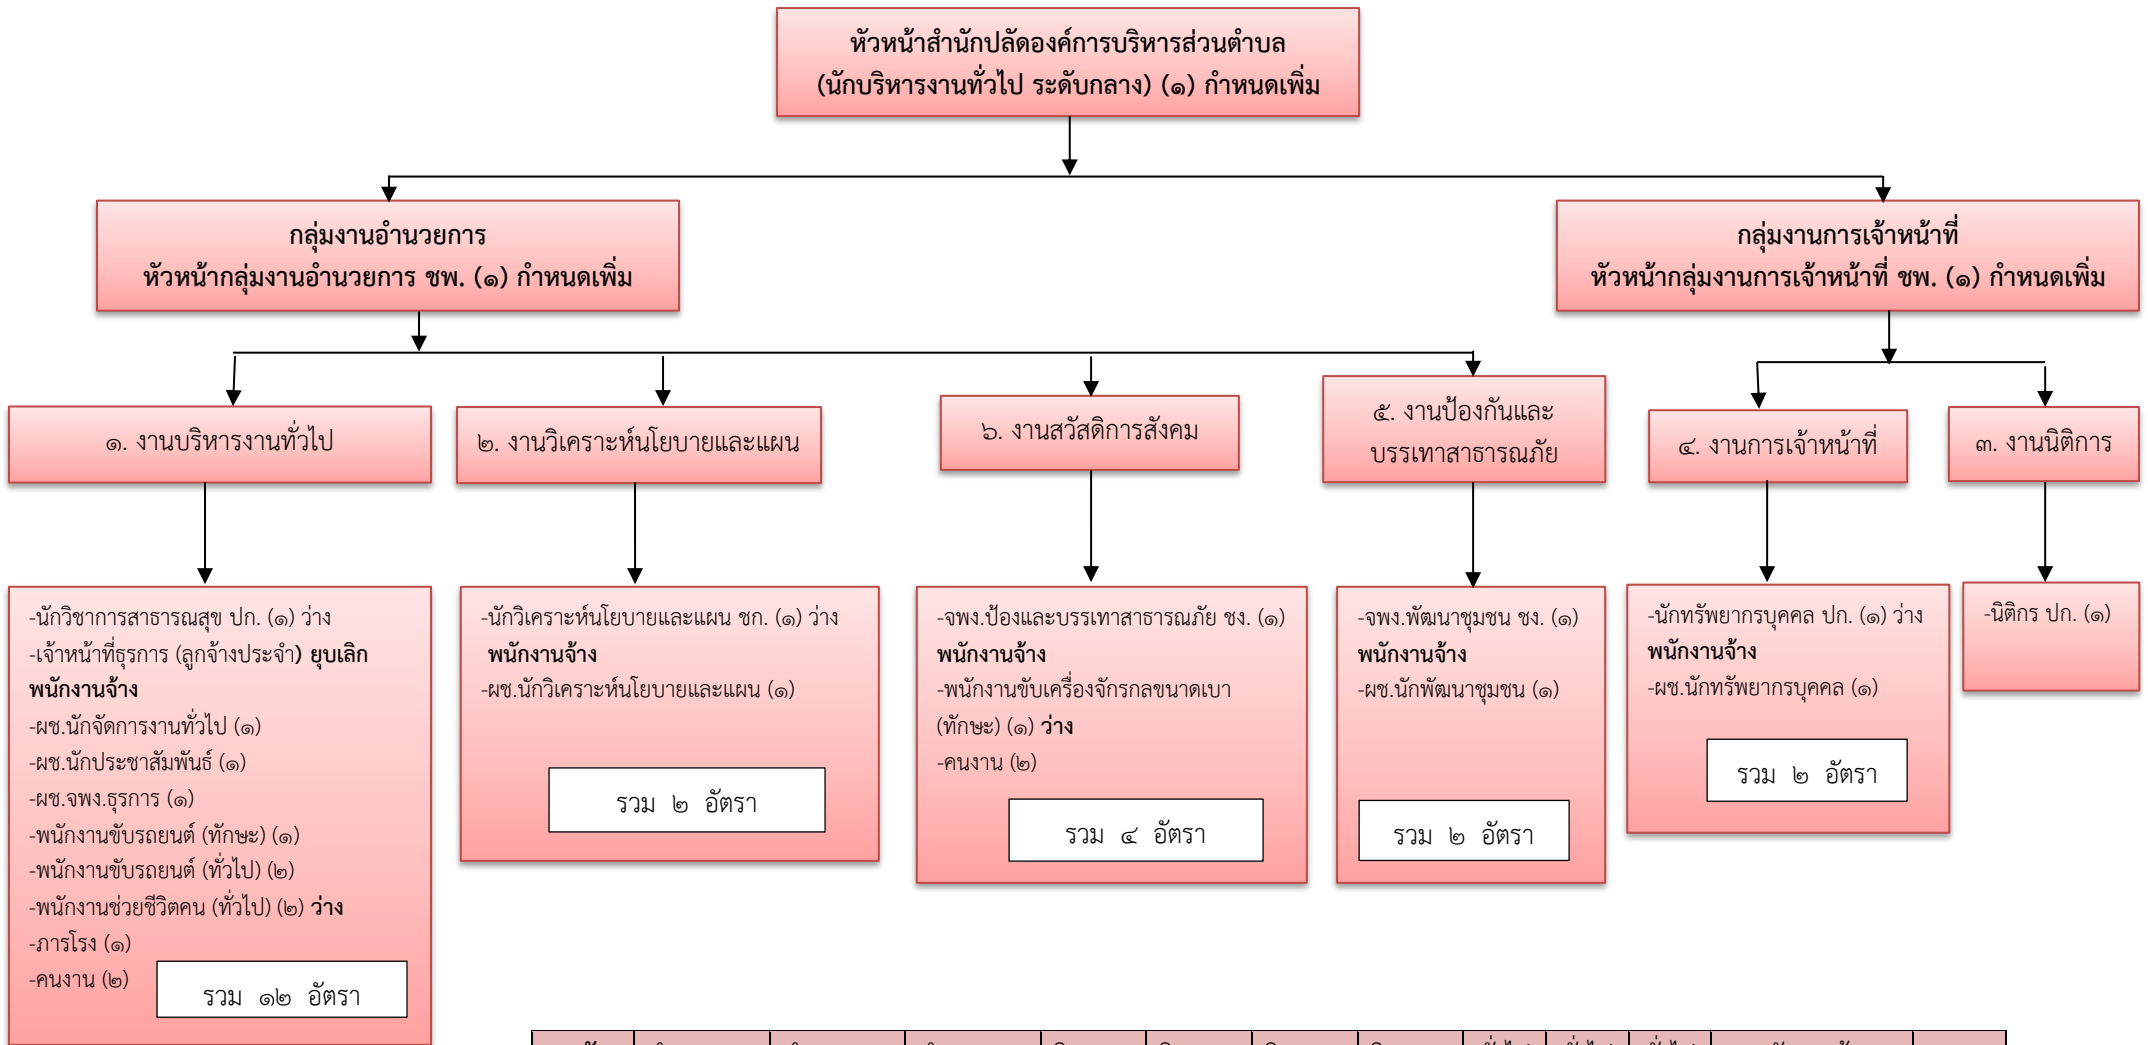 หัวหน้าสำนักปลัดองค์การบริหารส่วนตำบล
(นักบริหารงานทั่วไป ระดับกลาง) (๑) กำหนดเพิ่ม
กลุ่มงานอำนวยการ
หัวหน้ากลุ่มงานอำนวยการ ชพ. (๑) กำหนดเพิ่ม
กลุ่มงานการเจ้าหน้าที่
หัวหน้ากลุ่มงานการเจ้าหน้าที่ ชพ. (๑) กำหนดเพิ่ม
๑. งานบริหารงานทั่วไป
๒. งานวิเคราะห์นโยบายและแผน
๖. งานสวัสดิการสังคม
๕. งานป้องกันและ
บรรเทาสาธารณภัย
๔. งานการเจ้าหน้าที่
๓. งานนิติการ
-นักวิชาการสาธารณสุข ปก. (๑) ว่าง
-เจ้าหน้าที่ธุรการ (ลูกจ้างประจำ) ยุบเลิก
พนักงานจ้าง
-ผช.นักจัดการงานทั่วไป (๑)
-ผช.นักประชาสัมพันธ์ (๑)
-ผช.จพง.ธุรการ (๑)
-พนักงานขับรถยนต์ (ทักษะ) (๑)
-พนักงานขับรถยนต์ (ทั่วไป) (๒)
-พนักงานช่วยชีวิตคน (ทั่วไป) (๒) ว่าง
-ภารโรง (๑)
-คนงาน (๒)
รวม ๑๒ อัตรา
-นักวิเคราะห์นโยบายและแผน ชก. (๑) ว่าง
พนักงานจ้าง
-ผช.นักวิเคราะห์นโยบายและแผน (๑)
รวม ๒ อัตรา
-จพง.ป้องและบรรเทาสาธารณภัย ชง. (๑)
พนักงานจ้าง
-พนักงานขับเครื่องจักรกลขนาดเบา
(ทักษะ) (๑) ว่าง
-คนงาน (๒)
รวม ๔ อัตรา
-จพง.พัฒนาชุมชน ชง. (๑)
พนักงานจ้าง
-ผช.นักพัฒนาชุมชน (๑)
รวม ๒ อัตรา
-นักทรัพยากรบุคคล ปก. (๑) ว่าง
พนักงานจ้าง
-ผช.นักทรัพยากรบุคคล (๑)
รวม ๒ อัตรา
-นิติกร ปก. (๑)